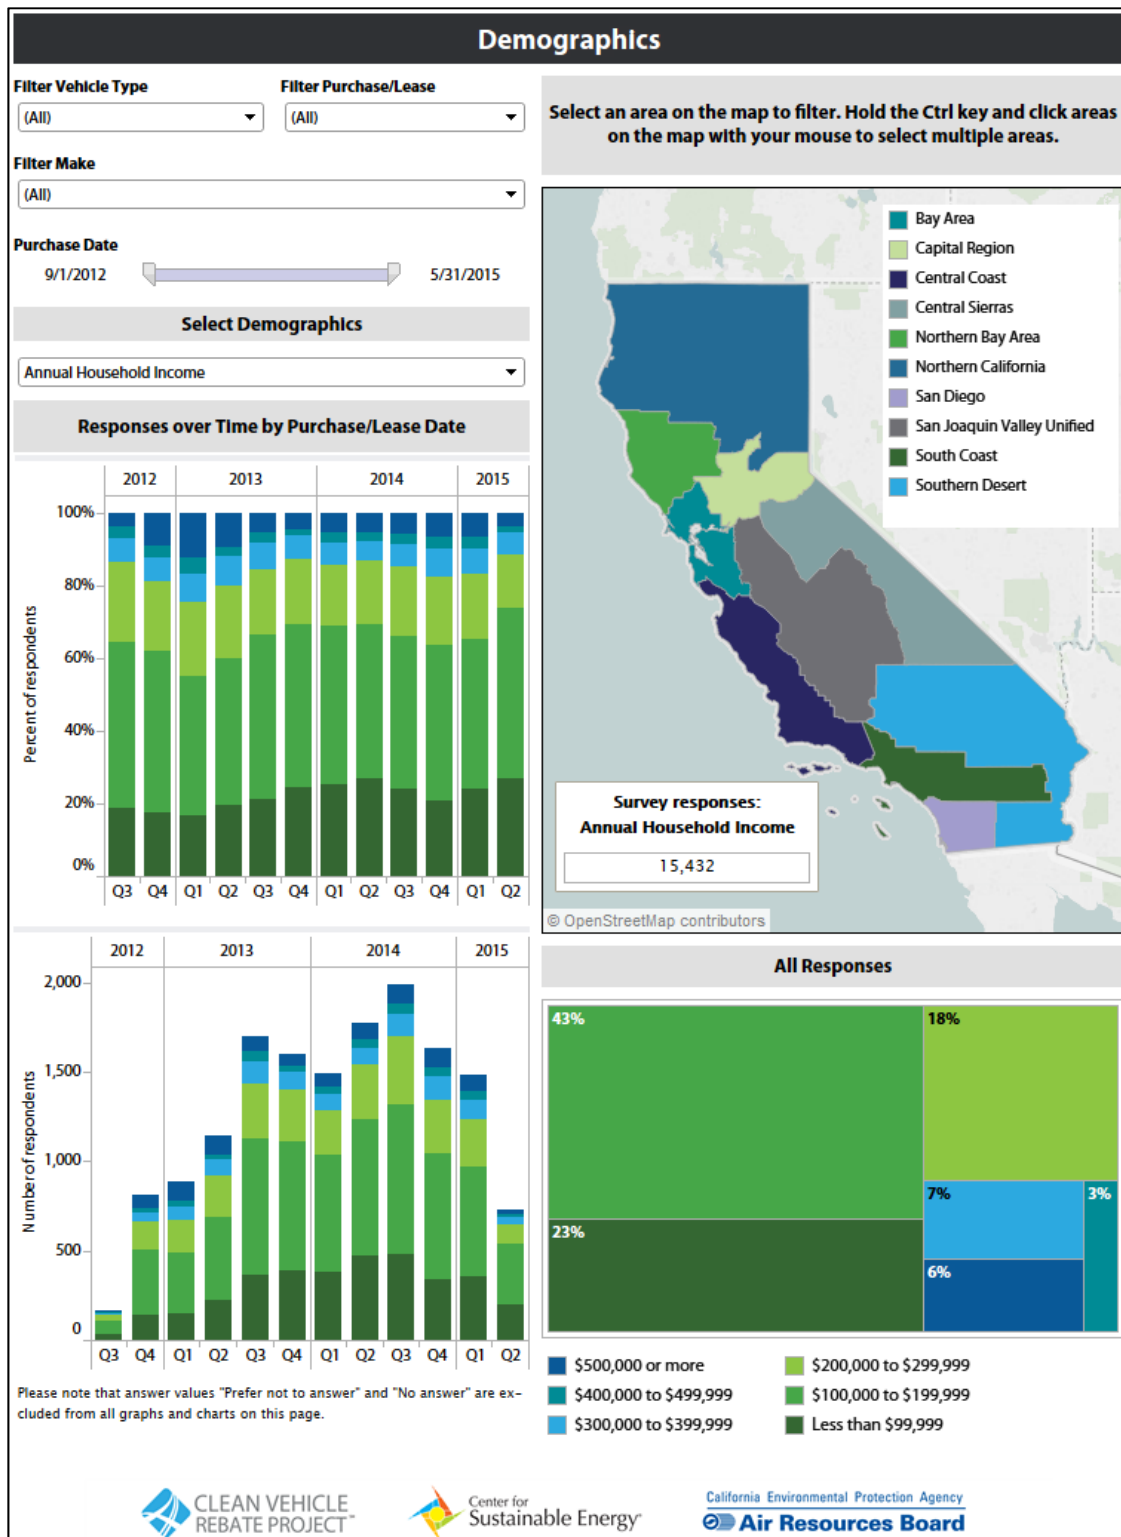 Demographics
Filter Vehicle Type
Filter Purchase/Lease
(All)
(All)
Filter Make
(All)
Purchase Date
9/1/2012
5/31/2015
Select Demographics
Annual Household Income
Responses over Time by Purchase/Lease Date
2012
2013
2014
2015
100%
80%
60%
40%
20%
0%
Percent of respondents
Q3 Q4 Q1 Q2 Q3 Q4 Q1 Q2 Q3 Q4 Q1 Q2
2012
2013
2014
2015
2,000
1,500
1,000
500
0
Number of respondents
Q3 Q4 Q1 Q2 Q3 Q4 Q1 Q2 Q3 Q4 Q1 Q2
Please note that answer values "Prefer not to answer" and "No answer" are ex-
cluded from all graphs and charts on this page.
Select an area on the map to filter. Hold the Ctrl key and click areas
on the map with your mouse to select multiple areas.
Bay Area
Capital Region
Central Coast
Central Sierras
Northern Bay Area
Northern California
San Diego
San Joaquin Valley Unified
South Coast
Southern Desert
Survey responses:
Annual Household Income
15,432
© OpenStreetMap contributors
All Responses
43%
18%
23%
7%
3%
6%
$500,000 or more
$400,000 to $499,999
$300,000 to $399,999
$200,000 to $299,999
$100,000 to $199,999
Less than $99,999
CLEAN VEHICLE
REBATE PROJECT™
Center for
Sustainable Energy
California Environmental Protection Agency
Air Resources Board